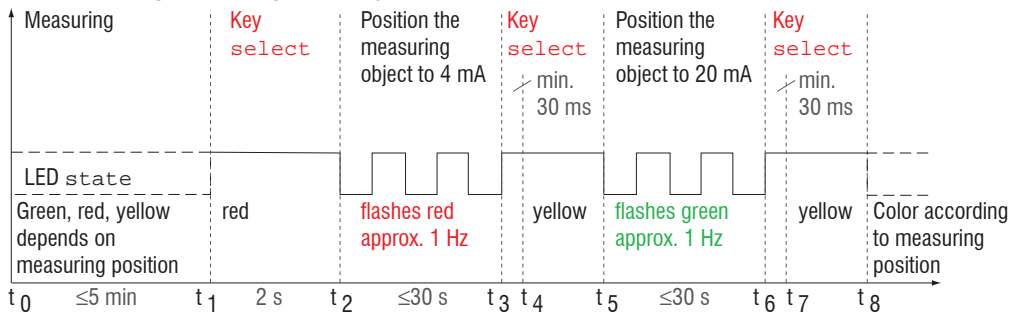 Measuring
Key
select
Position the
measuring
object to 4 mA
Key
select
min.
30 ms
Position the
measuring
object to 20 mA
Key
select
min.
30 ms
LED state
Green, red, yellow
depends on
measuring position
red
flashes red
approx. 1 Hz
yellow
flashes green
approx. 1 Hz
yellow
Color according
to measuring
position
t0 ≤5 min t1 2 s t2 ≤30 s t3 t4 t5 ≤30 s t6 t7 t8